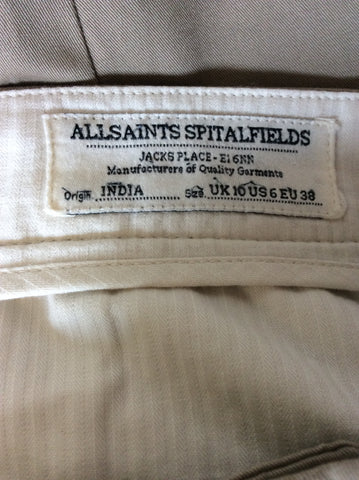 ALLSAINTS SPITALFIELDS
JACKS PLACE - E1 6NN
Manufacturers of Quality Garments
Origin. INDIA Size. UK 10 US 6 EU 38